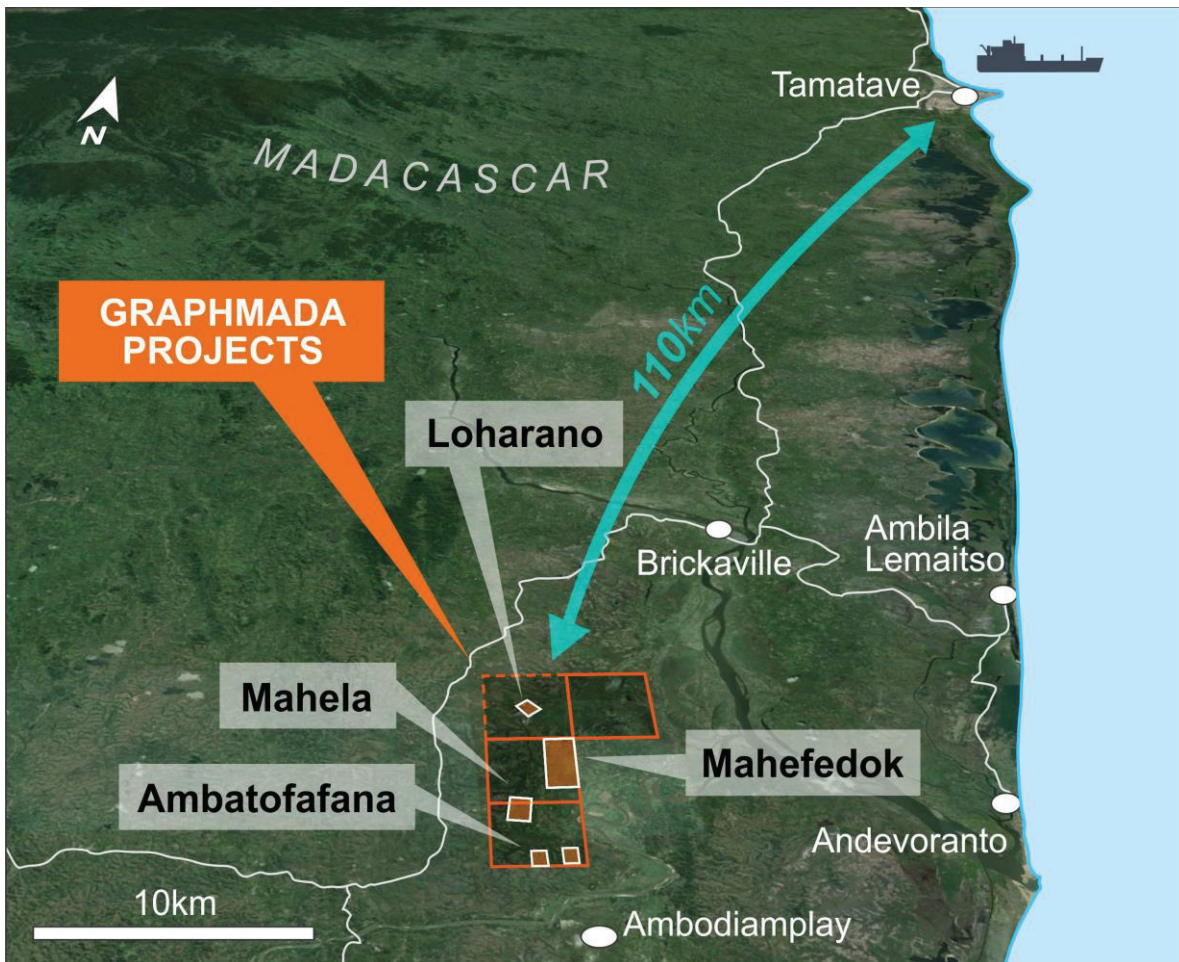 Tamatave
N
MADACASCAR
GRAPHMADA
PROJECTS
110km
Loharano
Ambila
Lemaitso
Brickaville
Mahela
Mahefedok
Ambatofafana
Andevoranto
10km
Ambodiamplay